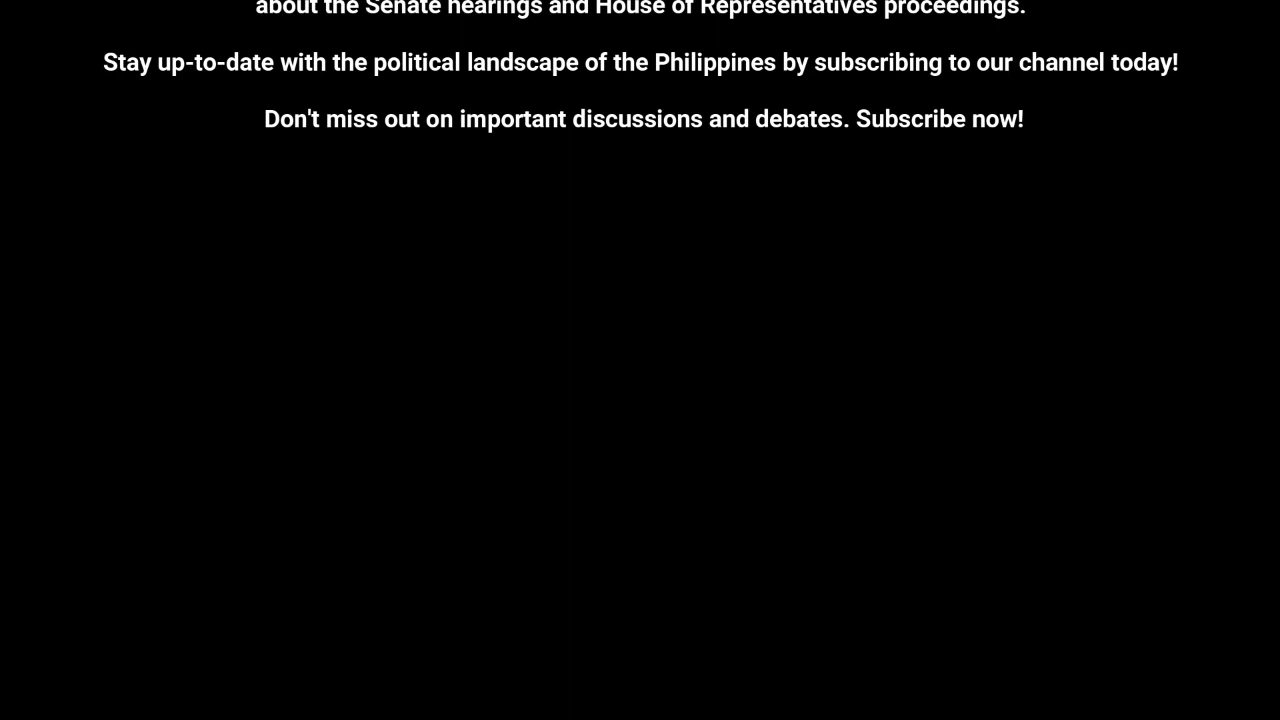 about the Senate hearings and House of Representatives proceedings.
Stay up-to-date with the political landscape of the Philippines by subscribing to our channel today!
Don't miss out on important discussions and debates. Subscribe now!